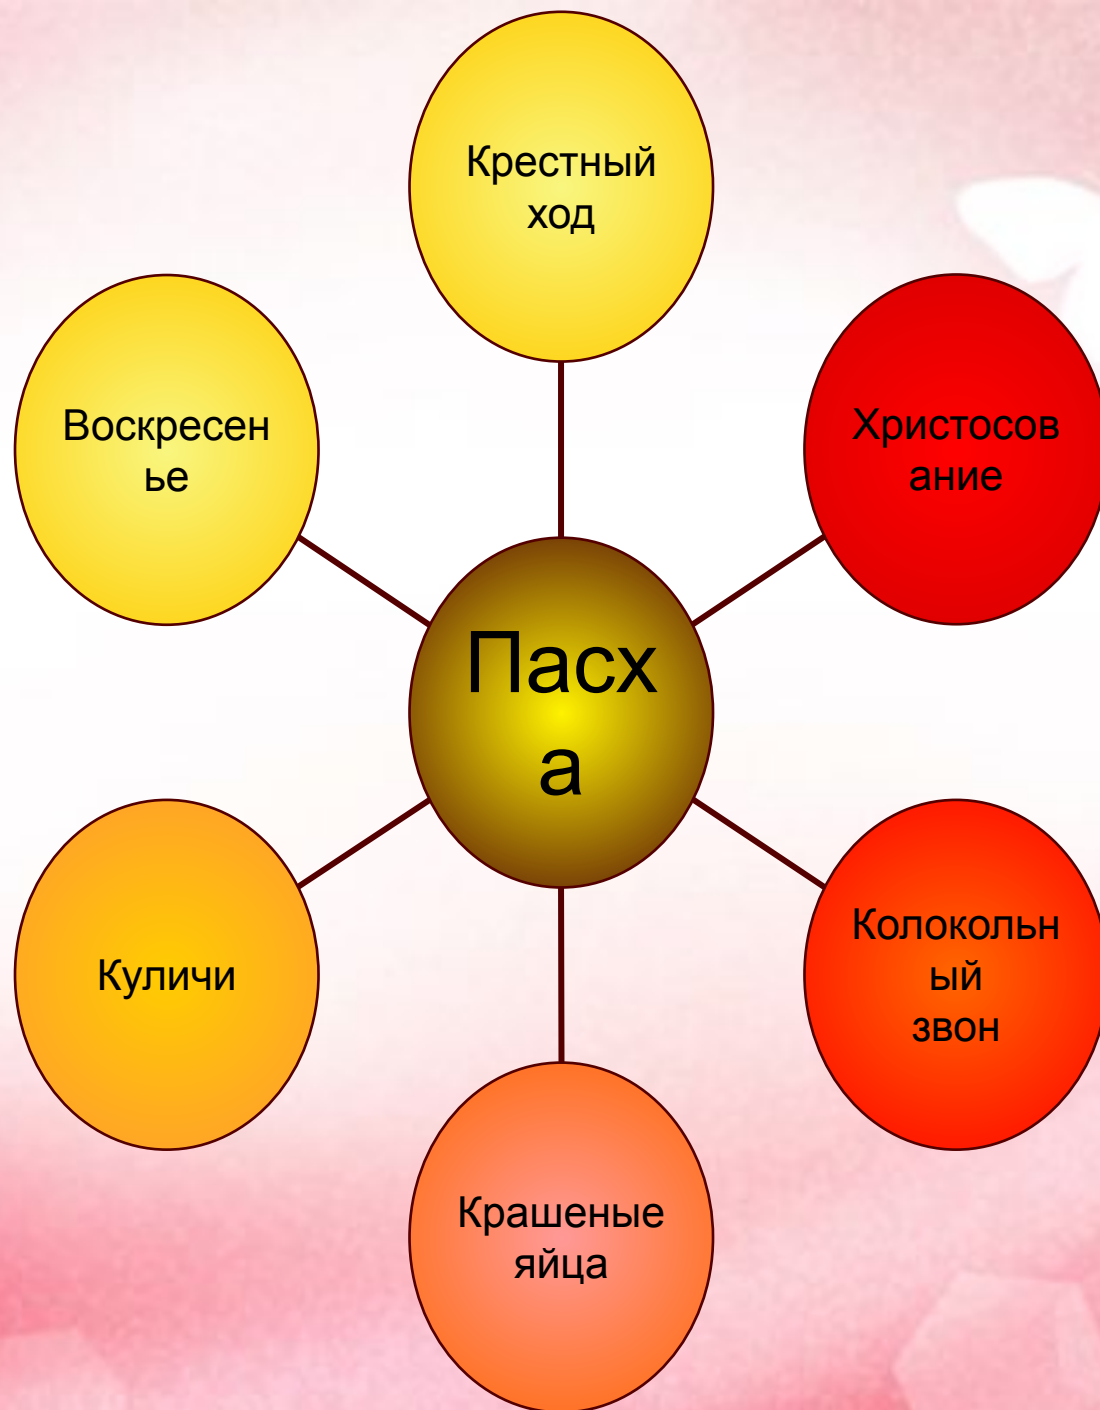 Крестный
ход
Воскресен
ье
Христосов
ание
Пасх
а
Куличи
Колокольн
ый
звон
Крашеные
яйца